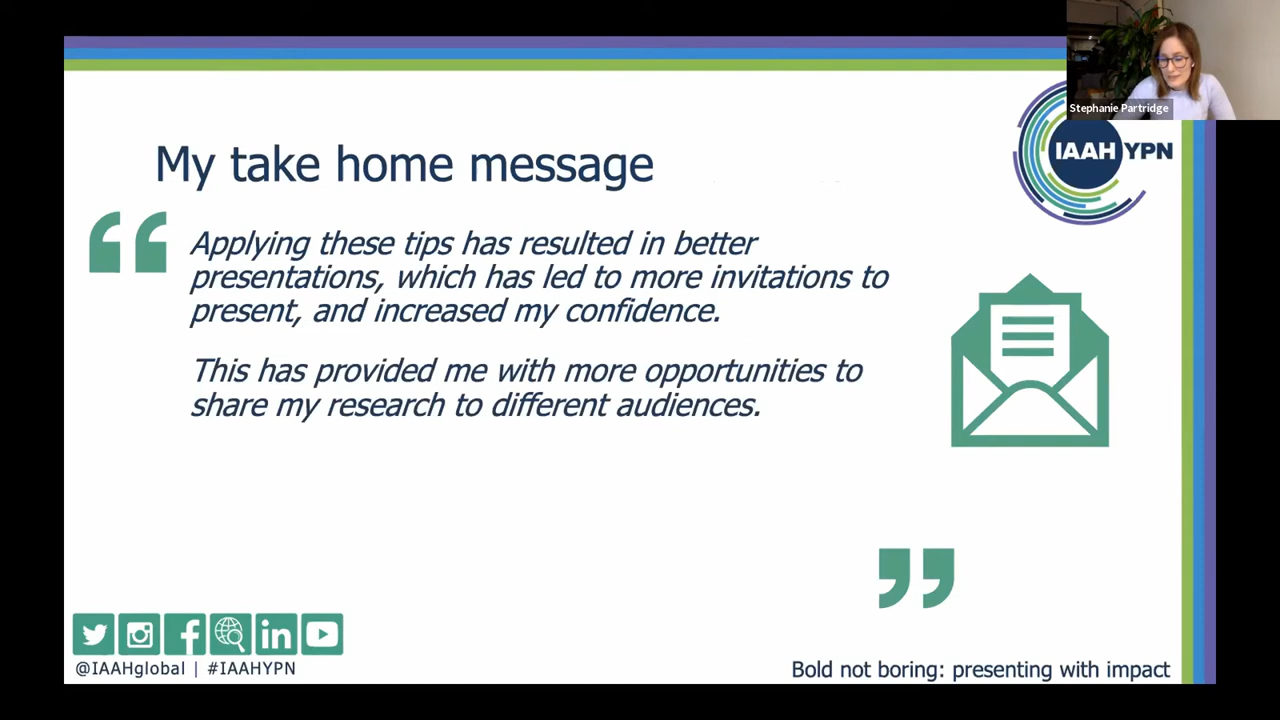 Stephanie Partridge
IAAH YPN
My take home message
“
Applying these tips has resulted in better
presentations, which has led to more invitations to
present, and increased my confidence.
This has provided me with more opportunities to
share my research to different audiences.
”
@IAAHglobal | #IAAHYPN
Bold not boring: presenting with impact